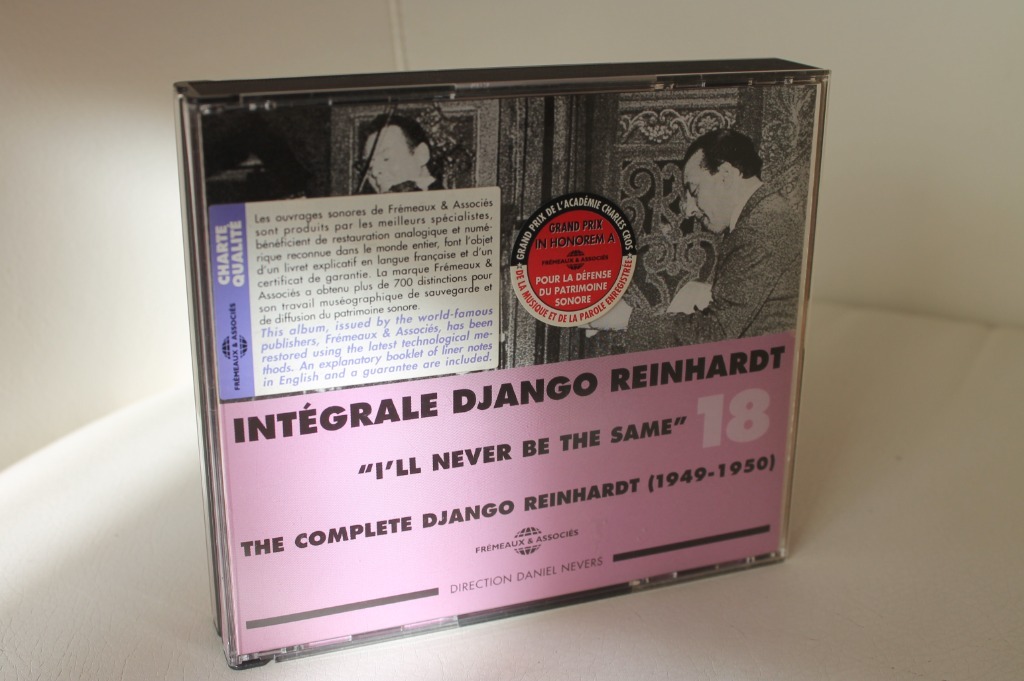 CHARTE
QUALITÉ
FRÉMEAUX & ASSOCIÉS
Les ouvrages sonores de Frémeaux & Associés
sont produits par les meilleurs spécialistes,
bénéficient de restauration analogique et numé-
rique reconnue dans le monde entier, font l'objet
d'un livret explicatif en langue française et d'un
certificat de garantie. La marque Frémeaux &
Associés a obtenu plus de 700 distinctions pour
son travail muséographique de sauvegarde et
de diffusion du patrimoine sonore.
This album, issued by the world-famous
publishers, Frémeaux & Associés, has been
restored using the latest technological me-
thods. An explanatory booklet of liner notes
in English and a guarantee are included.
GRAND PRIX DE L'ACADÉMIE CHARLES CROS
GRAND PRIX
IN HONOREM A
FRÉMEAUX & ASSOCIÉS
POUR LA DÉFENSE
DU PATRIMOINE
SONORE
DE LA MUSIQUE ET DE LA PAROLE ENREGISTRÉE
INTÉGRALE DJANGO REINHARDT
"I'LL NEVER BE THE SAME" 18
THE COMPLETE DJANGO REINHARDT (1949-1950)
FRÉMEAUX & ASSOCIÉS
DIRECTION DANIEL NEVERS